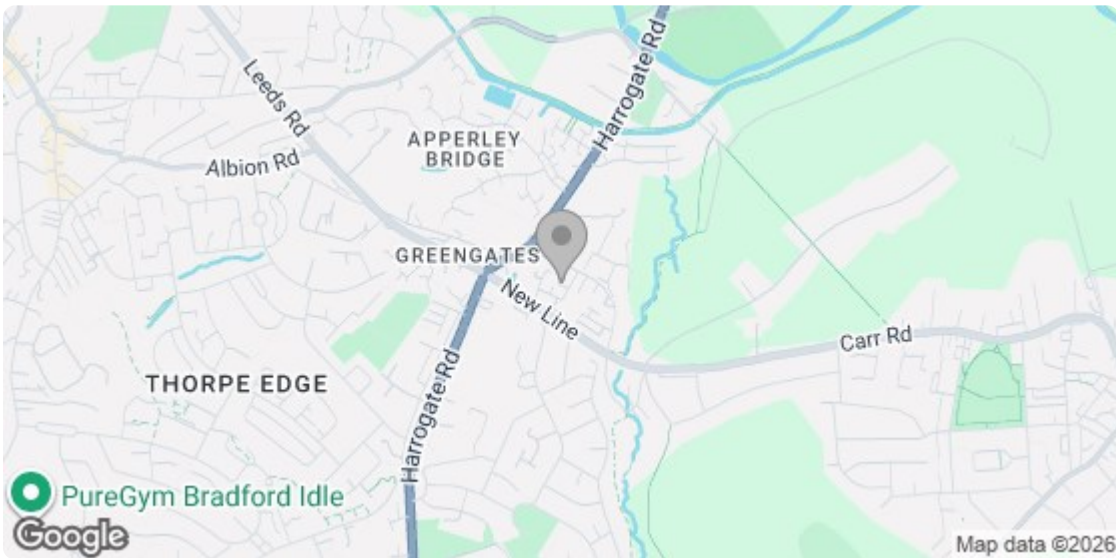 Harrogate Rd
Leeds Rd
APPERLEY
BRIDGE
Albion Rd
GREENGATES
New Line
Carr Rd
THORPE EDGE
Harrogate Rd
PureGym Bradford Idle
Google
Map data ©2026